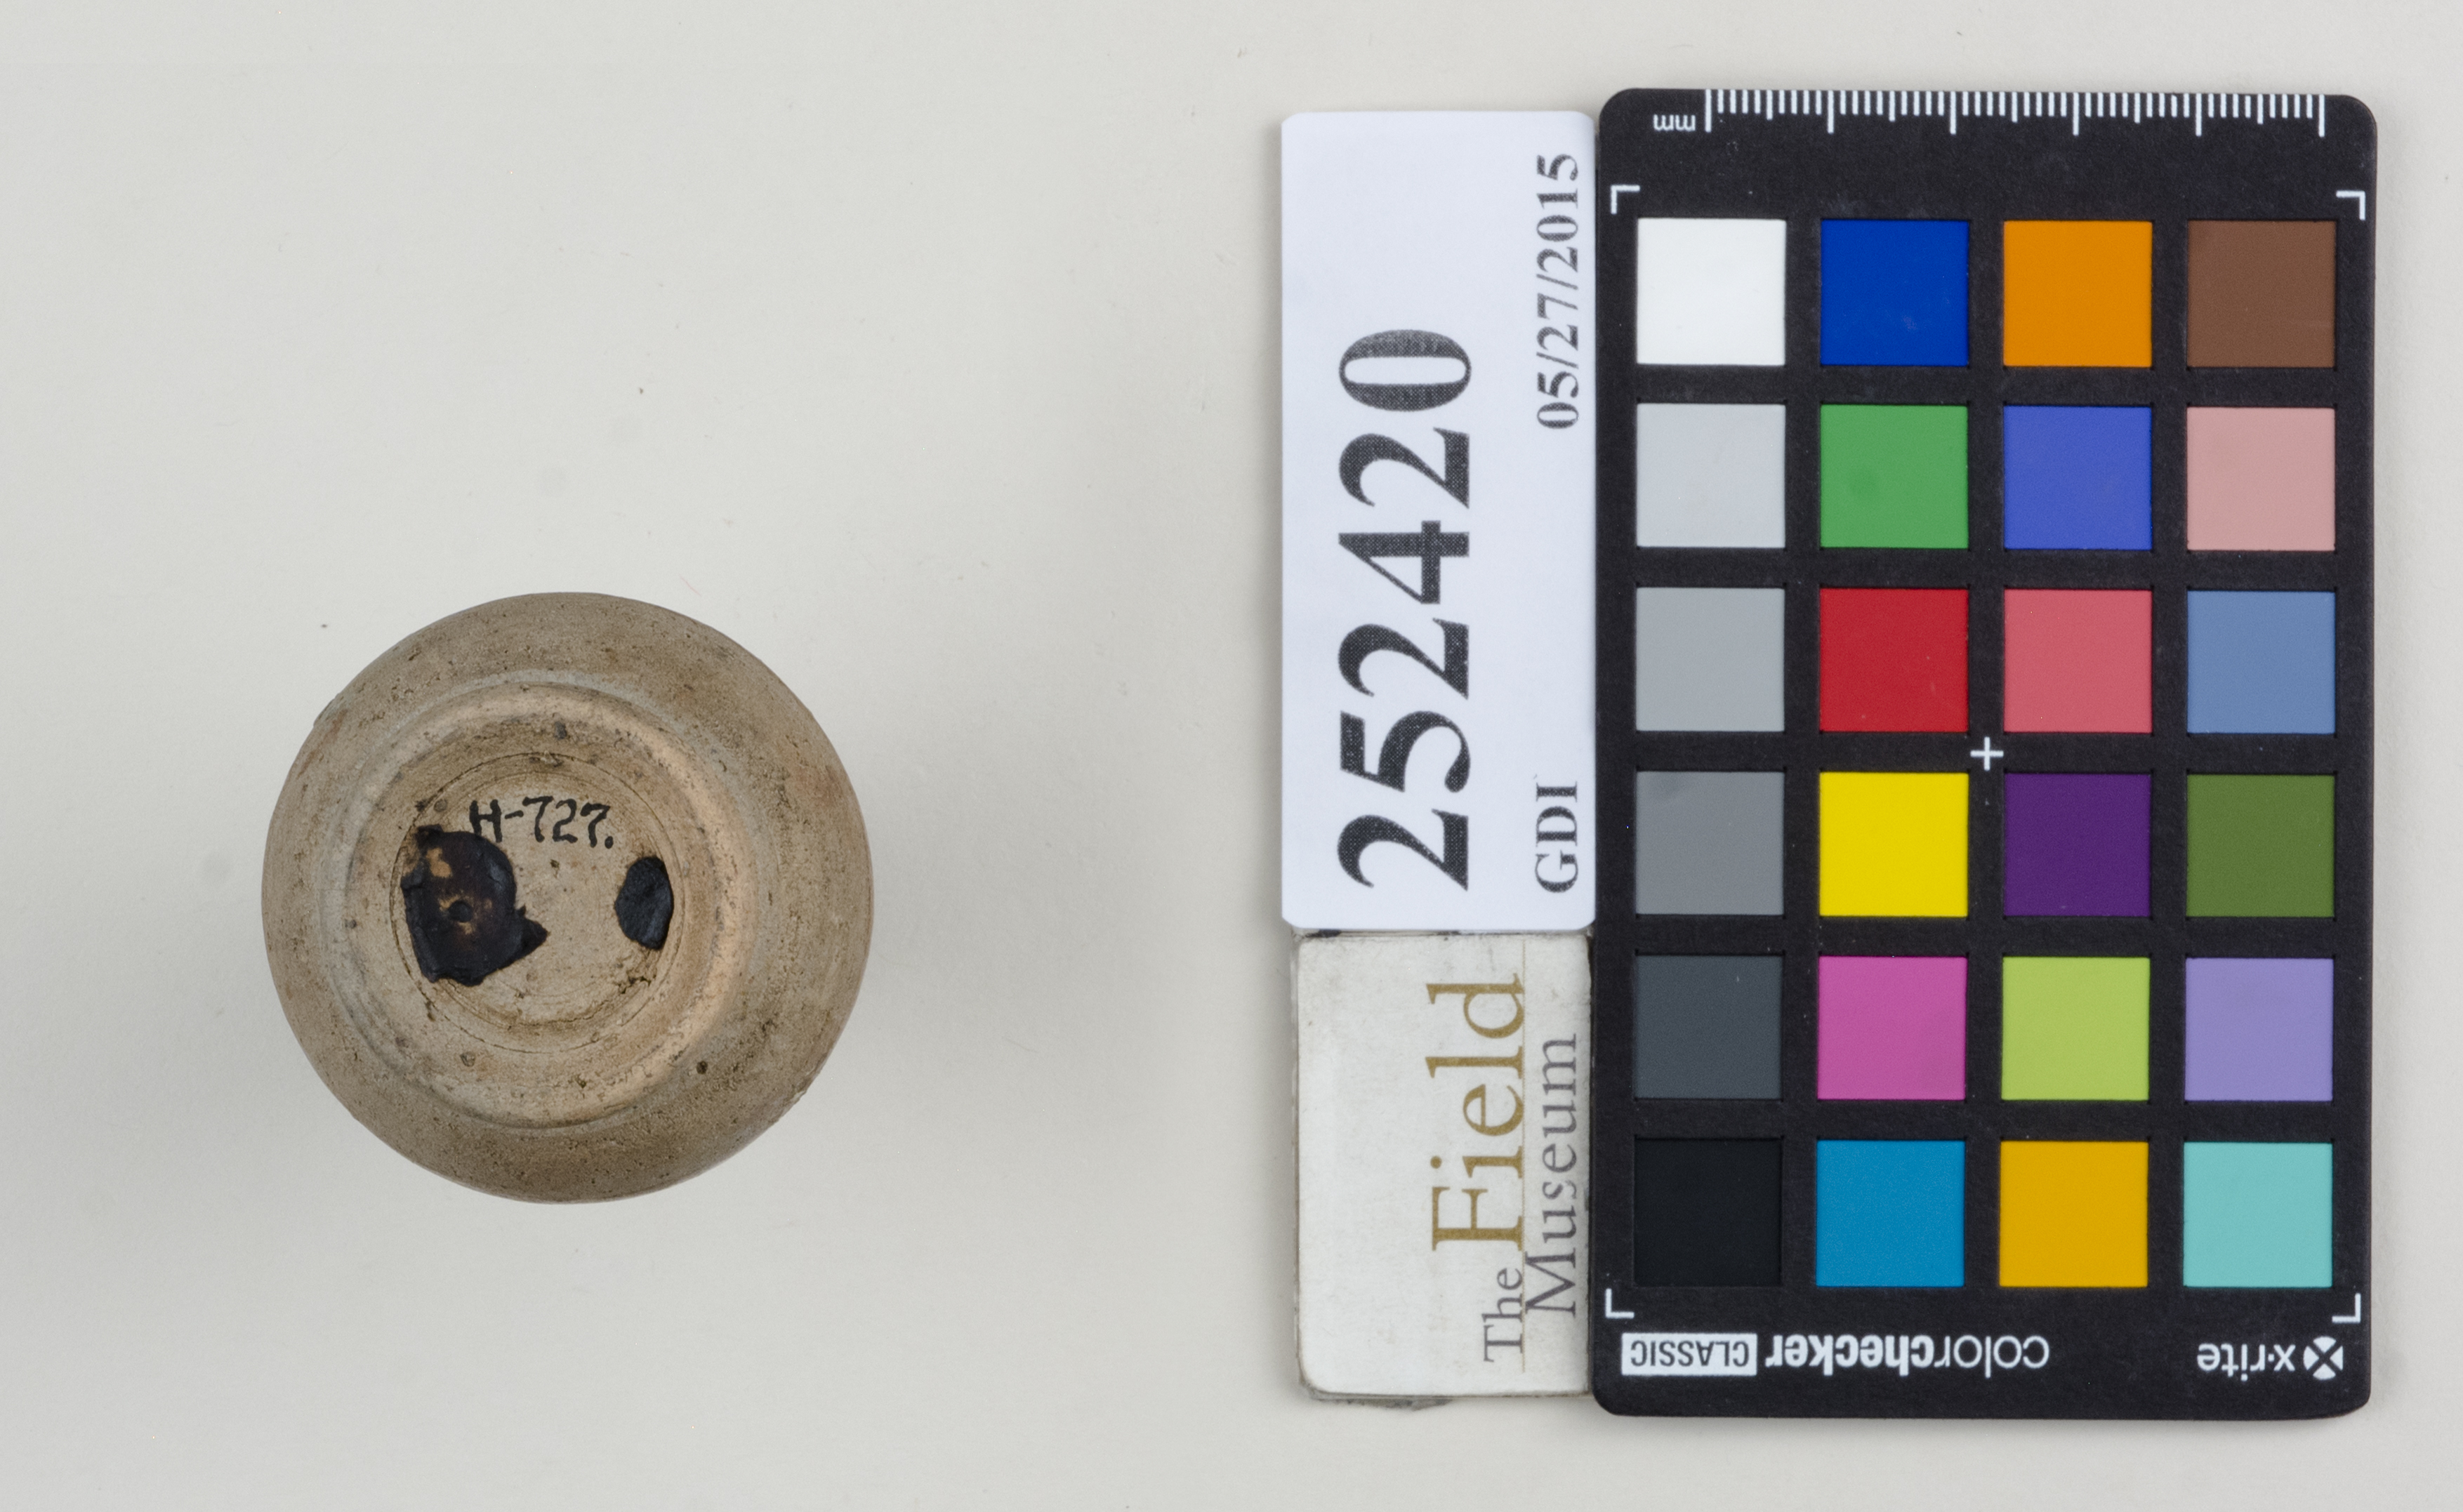 H-727.
252420
05/27/2015
GDI
The Field
Museum
mm
x-rite
colorchecker CLASSIC